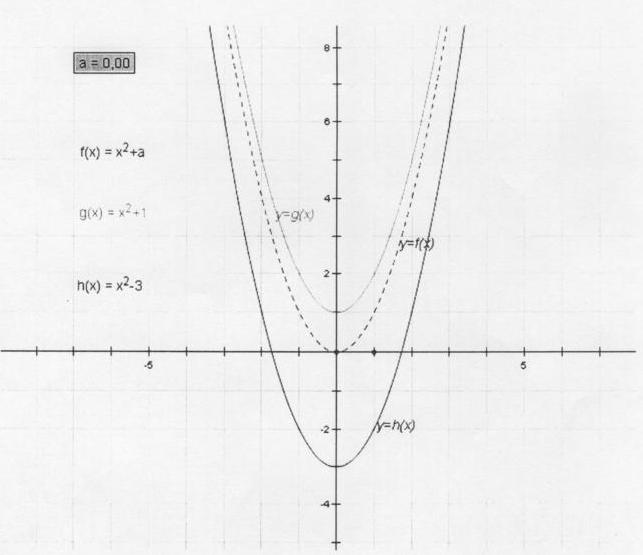 a = 0,00
f(x) = x²+a
g(x) = x²+1
h(x) = x²-3
8
6
4
y=g(x)
y=f(x)
2
-5
5
-2
y=h(x)
-4